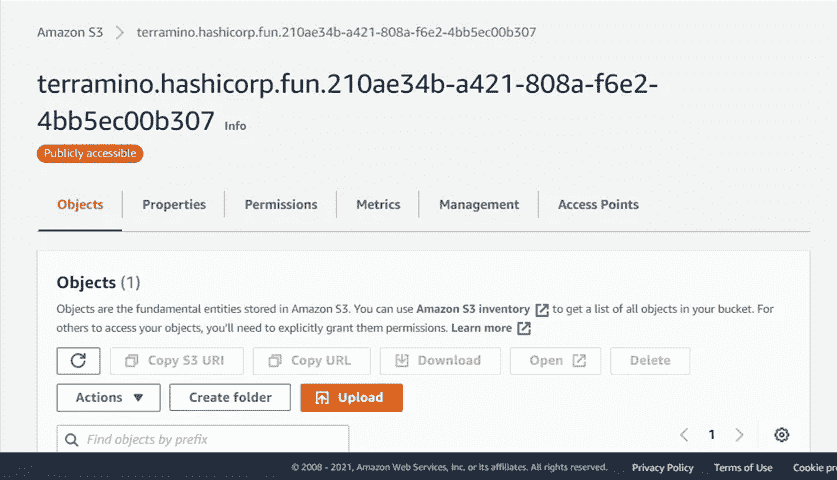 Amazon S3 > terramino.hashicorp.fun.210ae34b-a421-808a-f6e2-4bb5ec00b307
terramino.hashicorp.fun.210ae34b-a421-808a-f6e2-
4bb5ec00b307 Info
Publicly accessible
Objects Properties Permissions Metrics Management Access Points
Objects (1)
Objects are the fundamental entities stored in Amazon S3. You can use Amazon S3 inventory to get a list of all objects in your bucket. For
others to access your objects, you'll need to explicitly grant them permissions. Learn more
Copy S3 URI Copy URL Download Open Delete
Actions Create folder Upload
Find objects by prefix 1
© 2008 - 2021, Amazon Web Services, Inc. or its affiliates. All rights reserved. Privacy Policy Terms of Use Cookie pr